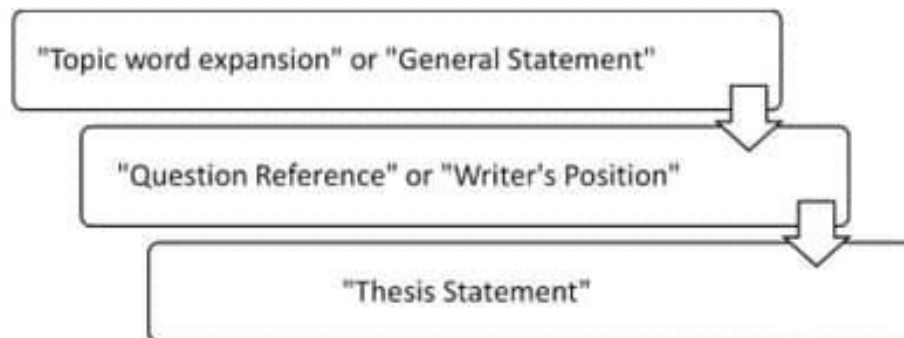 "Topic word expansion" or "General Statement"
"Question Reference" or "Writer's Position"
"Thesis Statement"